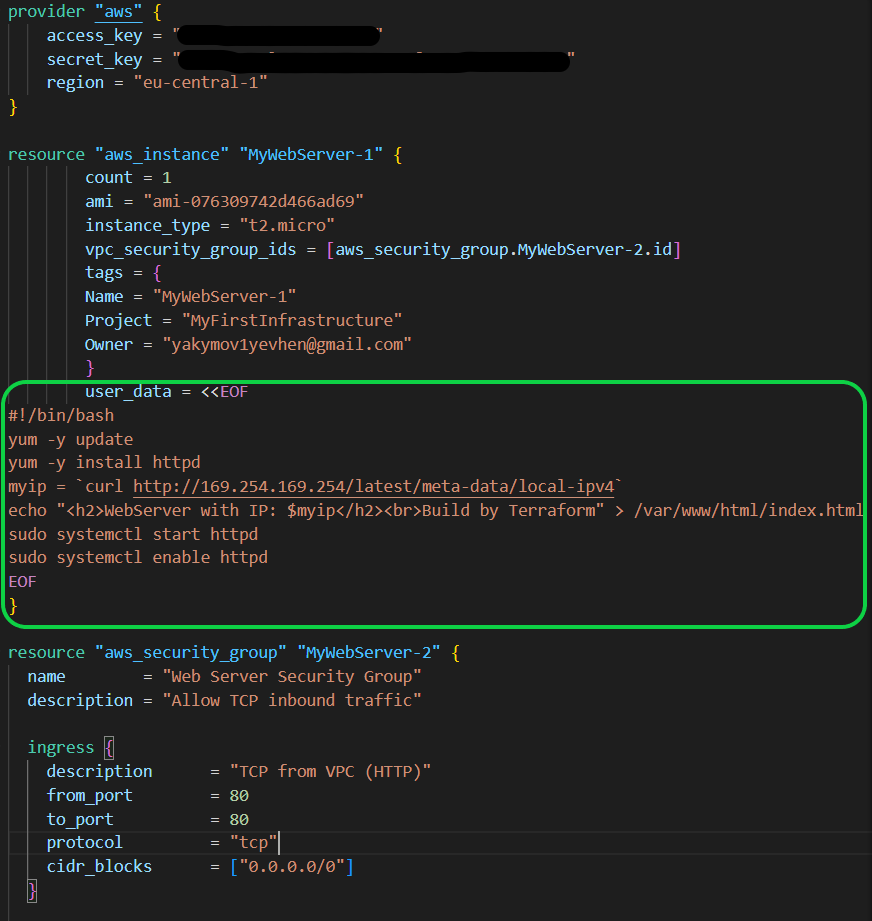 provider "aws" {
access_key = "
secret_key = "
region = "eu-central-1"
}
resource "aws_instance" "MyWebServer-1" {
count = 1
ami = "ami-076309742d466ad69"
instance_type = "t2.micro"
vpc_security_group_ids = [aws_security_group.MyWebServer-2.id]
tags = {
Name = "MyWebServer-1"
Project = "MyFirstInfrastructure"
Owner = "yakymov1yevhen@gmail.com"
}
user_data = <<EOF
#!/bin/bash
yum -y update
yum -y install httpd
myip = `curl http://169.254.169.254/latest/meta-data/local-ipv4`
echo "<h2>WebServer with IP: $myip</h2><br>Build by Terraform" > /var/www/html/index.html
sudo systemctl start httpd
sudo systemctl enable httpd
EOF
}
resource "aws_security_group" "MyWebServer-2" {
name = "Web Server Security Group"
description = "Allow TCP inbound traffic"
ingress {
description = "TCP from VPC (HTTP)"
from_port = 80
to_port = 80
protocol = "tcp"
cidr_blocks = ["0.0.0.0/0"]
}